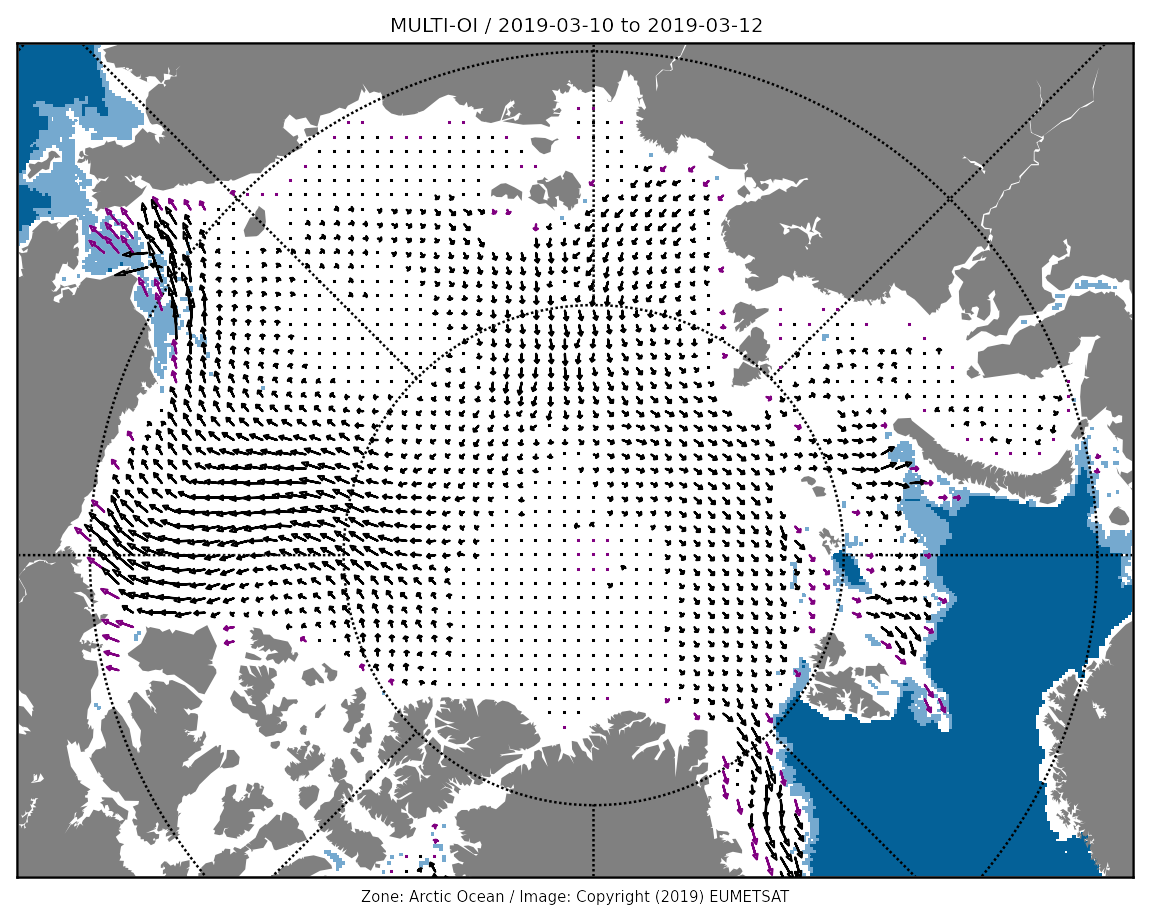 MULTI-OI / 2019-03-10 to 2019-03-12
Zone: Arctic Ocean / Image: Copyright (2019) EUMETSAT